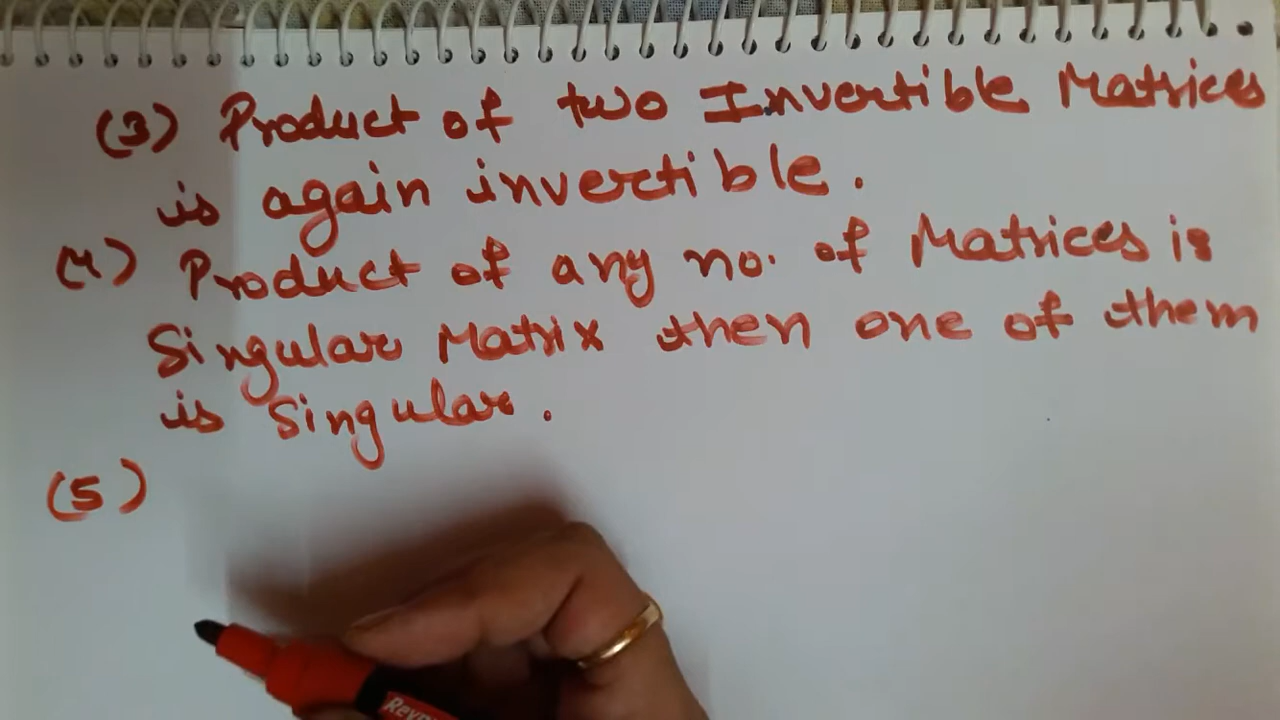 (3) Product of two Invertible Matrices
is again invertible.
(4) Product of any no. of Matrices is
Singular Matrix then one of them
is Singular.
(5)